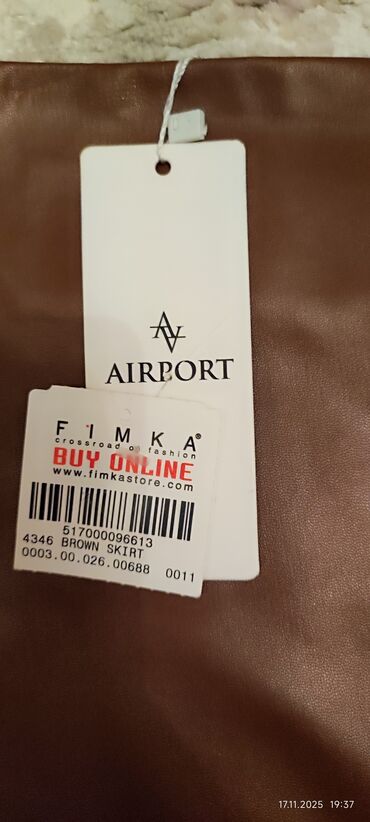 AIRPORT
FIMKA®
crossroad of fashion
BUY ONLINE
www.fimkastore.com
517000096613
4346 BROWN SKIRT
0003.00.026.00688 0011
17.11.2025 19:37